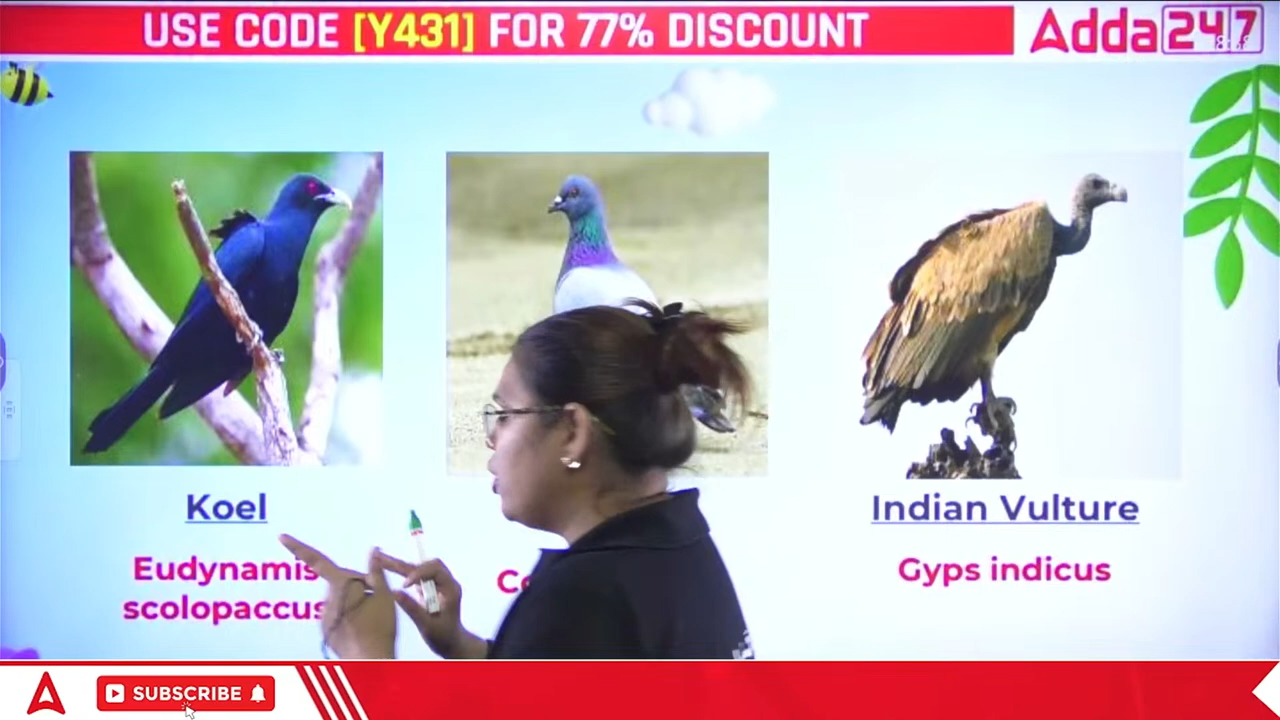 USE CODE [Y431] FOR 77% DISCOUNT
Adda247
Koel
Indian Vulture
Eudynamis
scolopaccus
Gyps indicus
SUBSCRIBE